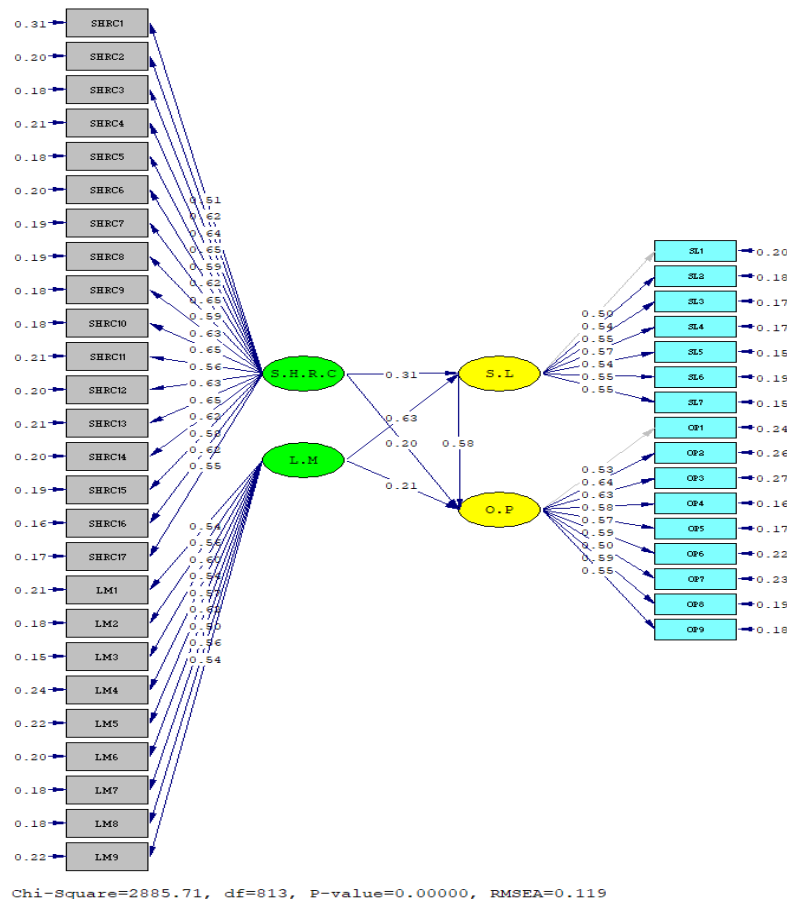 0.31 SHRC1
0.20 SHRC2
0.18 SHRC3
0.21 SHRC4
0.18 SHRC5
0.20 SHRC6
0.19 SHRC7
0.19 SHRC8
0.18 SHRC9
0.18 SHRC10
0.21 SHRC11
0.20 SHRC12
0.21 SHRC13
0.20 SHRC14
0.19 SHRC15
0.16 SHRC16
0.17 SHRC17
0.21 LM1
0.18 LM2
0.15 LM3
0.24 LM4
0.22 LM5
0.20 LM6
0.18 LM7
0.18 LM8
0.22 LM9
0.51
0.62
0.64
0.65
0.59
0.62
0.65
0.59
0.63
0.65
0.56
0.63
0.65
0.62
0.62
0.55
S.H.R.C
L.M
0.54
0.56
0.60
0.54
0.57
0.50
0.56
0.54
0.31
0.63
0.20
0.21
0.58
S.L
O.P
0.50
0.54
0.55
0.57
0.54
0.55
0.55
0.53
0.64
0.63
0.58
0.57
0.59
0.50
0.59
0.55
SL1 0.20
SL2 0.18
SL3 0.17
SL4 0.17
SL5 0.15
SL6 0.19
SL7 0.15
OP1 0.24
OP2 0.26
OP3 0.27
OP4 0.16
OP5 0.17
OP6 0.22
OP7 0.23
OP8 0.19
OP9 0.18
Chi-Square=2885.71, df=813, P-value=0.00000, RMSEA=0.119